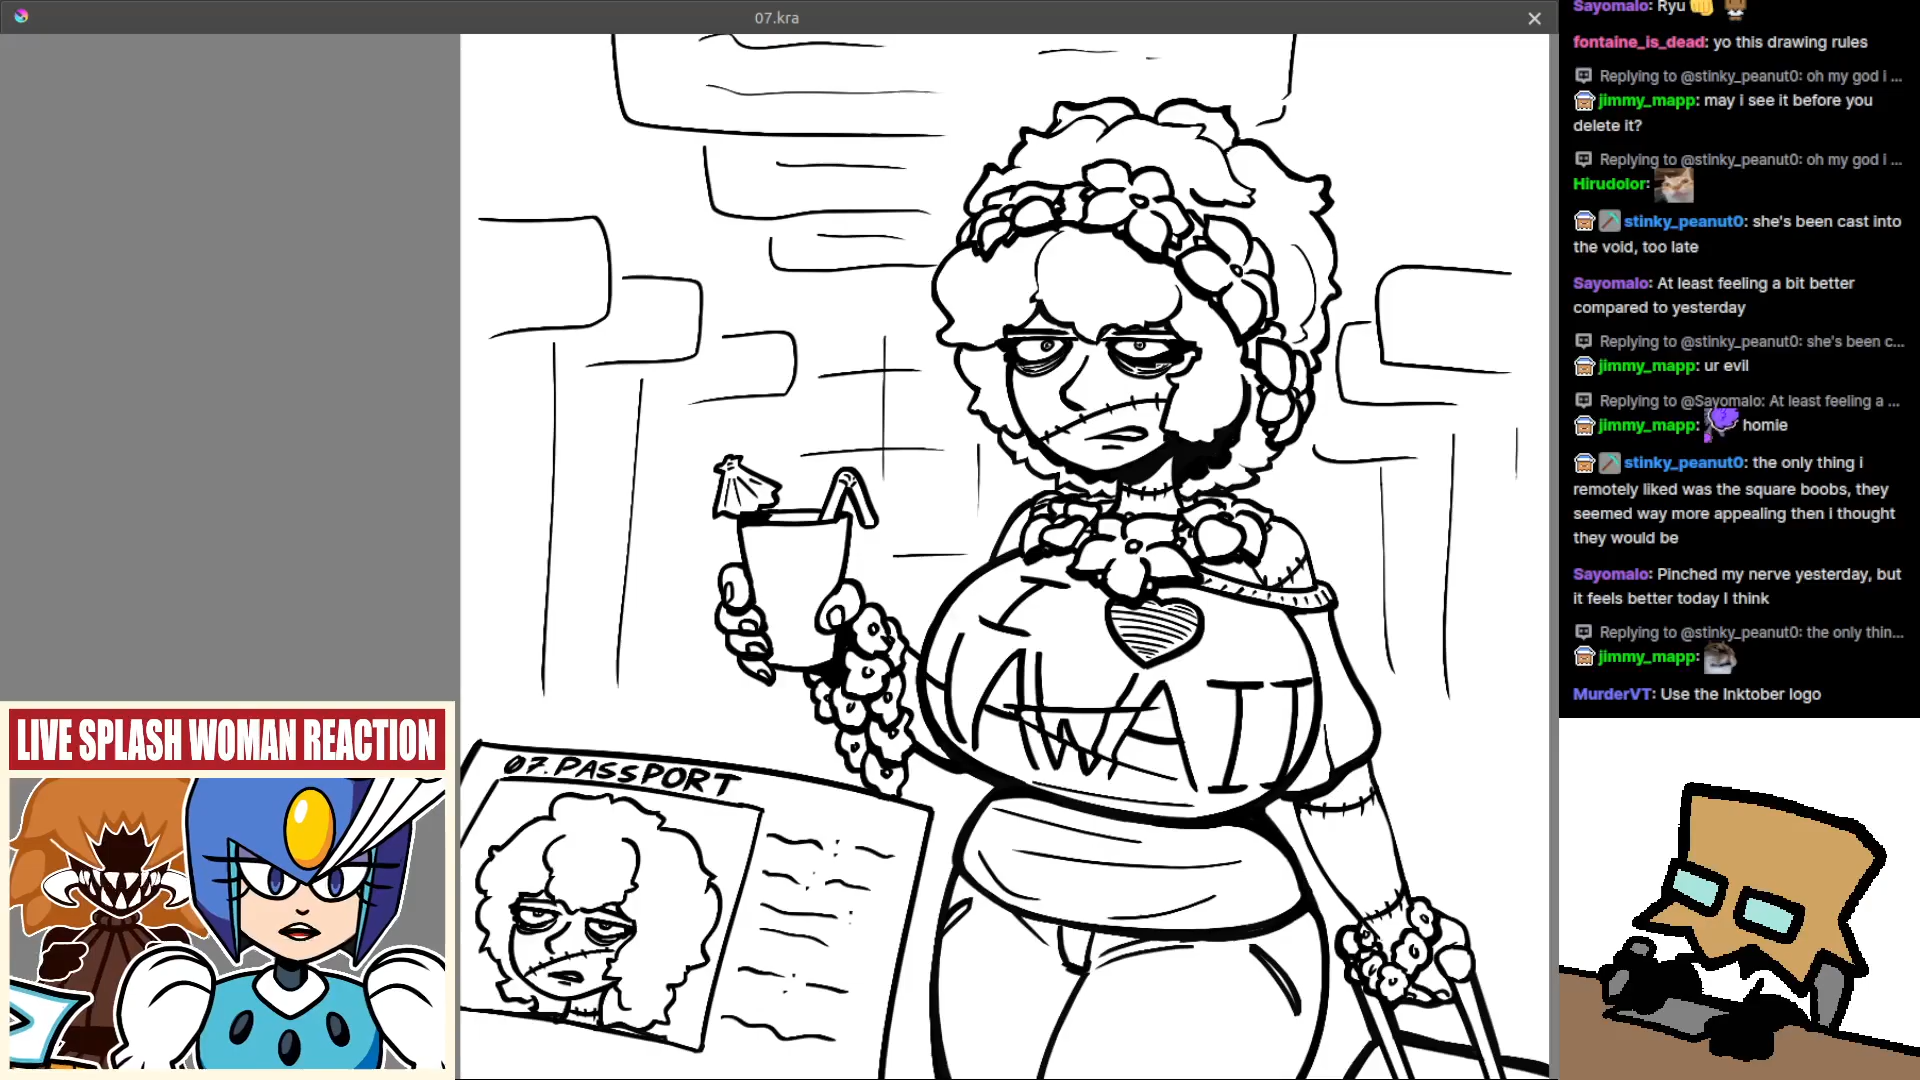 07.kra
Sayomalo: Ryu
fontaine_is_dead: yo this drawing rules
Replying to @stinky_peanut0: oh my god i ...
jimmy_mapp: may i see it before you
delete it?
Replying to @stinky_peanut0: oh my god i ...
Hirudolor:
stinky_peanut0: she's been cast into
the void, too late
Sayomalo: At least feeling a bit better
compared to yesterday
Replying to @stinky_peanut0: she's been c...
jimmy_mapp: ur evil
Replying to @Sayomalo: At least feeling a ...
jimmy_mapp: homie
stinky_peanut0: the only thing i
remotely liked was the square boobs, they
seemed way more appealing then i thought
they would be
Sayomalo: Pinched my nerve yesterday, but
it feels better today I think
Replying to @stinky_peanut0: the only thin...
jimmy_mapp:
MurderVT: Use the Inktober logo
I
HAWAII
07. PASSPORT
LIVE SPLASH WOMAN REACTION